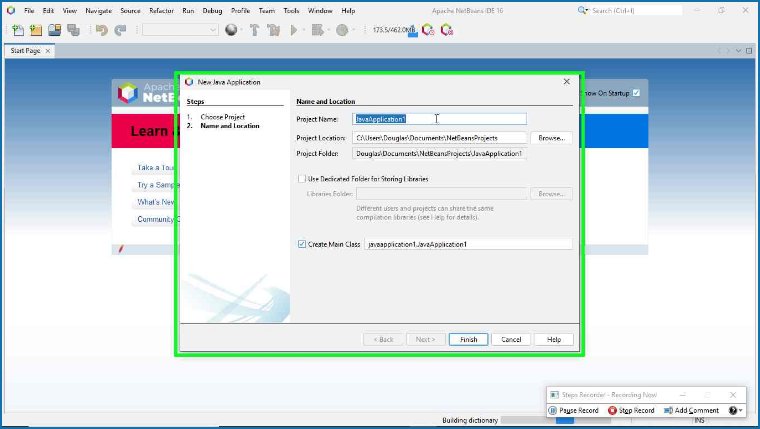 File Edit View Navigate Source Refactor Run Debug Profile Team Tools Window Help
Apache NetBeans IDE 16
Search (Ctrl+I)
173.5/462.0MB
Start Page
Apache
NetBe
Show On Startup
Learn &
Take a Tou
Try a Sample
What's New
Community C
New Java Application
Steps
1. Choose Project
2. Name and Location
Name and Location
Project Name: JavaApplication1
Project Location: C:\Users\Douglas\Documents\NetBeansProjects Browse...
Project Folder: Douglas\Documents\NetBeansProjects\JavaApplication1
Use Dedicated Folder for Storing Libraries
Libraries Folder: Browse...
Different users and projects can share the same
compilation libraries (see Help for details).
Create Main Class javaapplication1.JavaApplication1
< Back Next > Finish Cancel Help
Steps Recorder - Recording Now
Pause Record Stop Record Add Comment
Building dictionary
INS